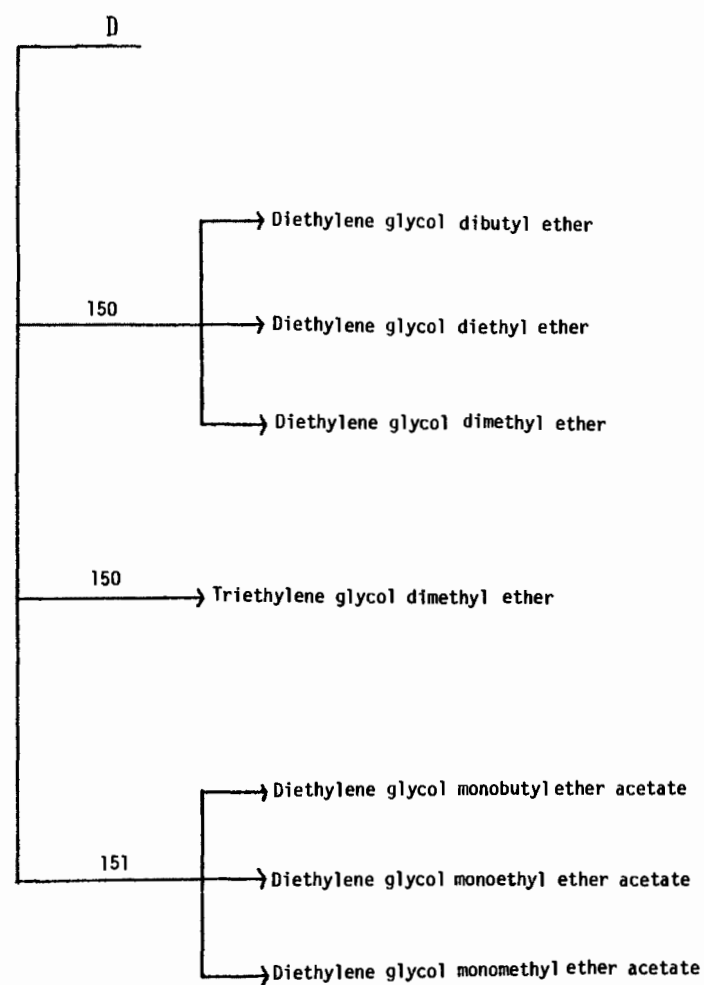 D
Diethylene glycol dibutyl ether
150
Diethylene glycol diethyl ether
Diethylene glycol dimethyl ether
150
Triethylene glycol dimethyl ether
Diethylene glycol monobutyl ether acetate
151
Diethylene glycol monoethyl ether acetate
Diethylene glycol monomethyl ether acetate